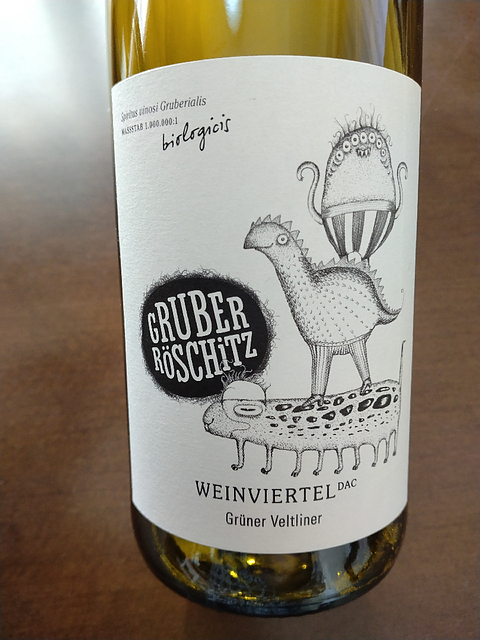 Spiritus vinosi Gruberialis
MASSSTAB 1.000.000:1
biologicis
GRUBER
RÖSCHiTZ
WEINVIERTEL DAC
Grüner Veltliner